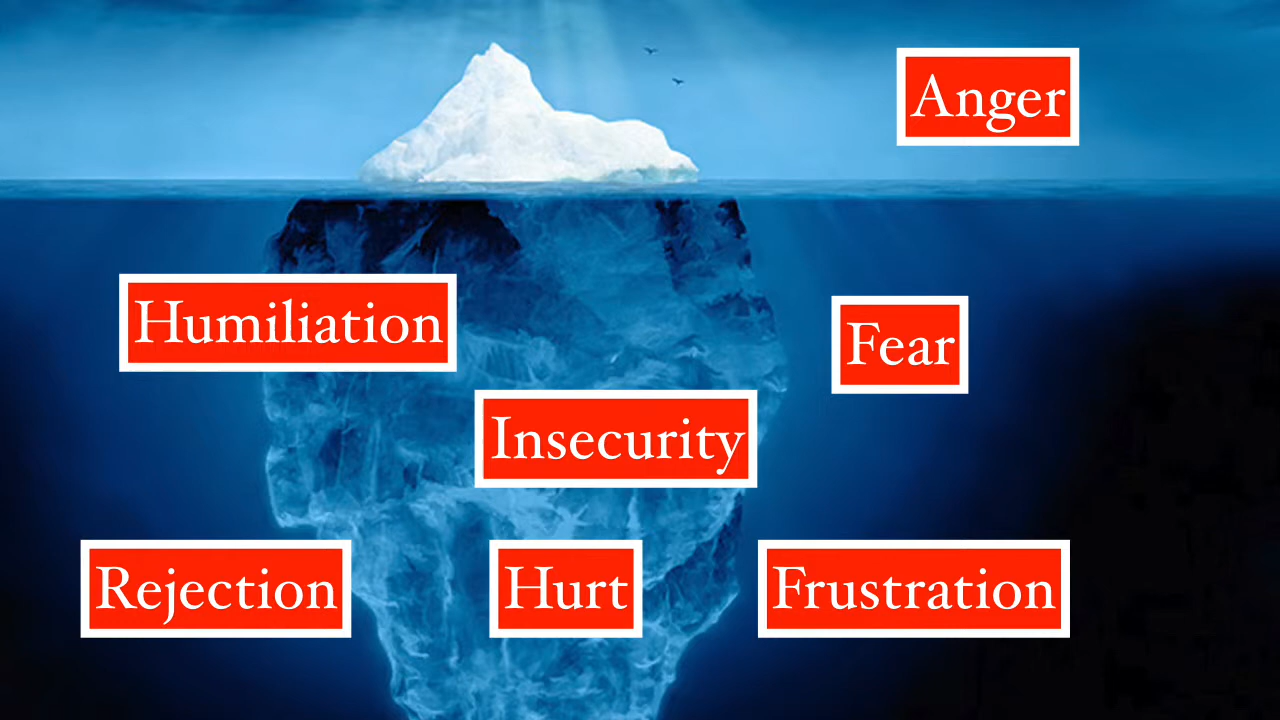 Anger
Humiliation
Fear
Insecurity
Rejection
Hurt
Frustration